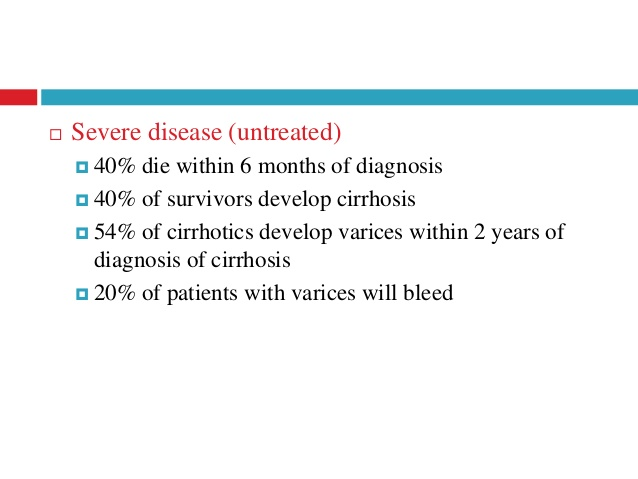 Severe disease (untreated)
40% die within 6 months of diagnosis
40% of survivors develop cirrhosis
54% of cirrhotics develop varices within 2 years of
diagnosis of cirrhosis
20% of patients with varices will bleed